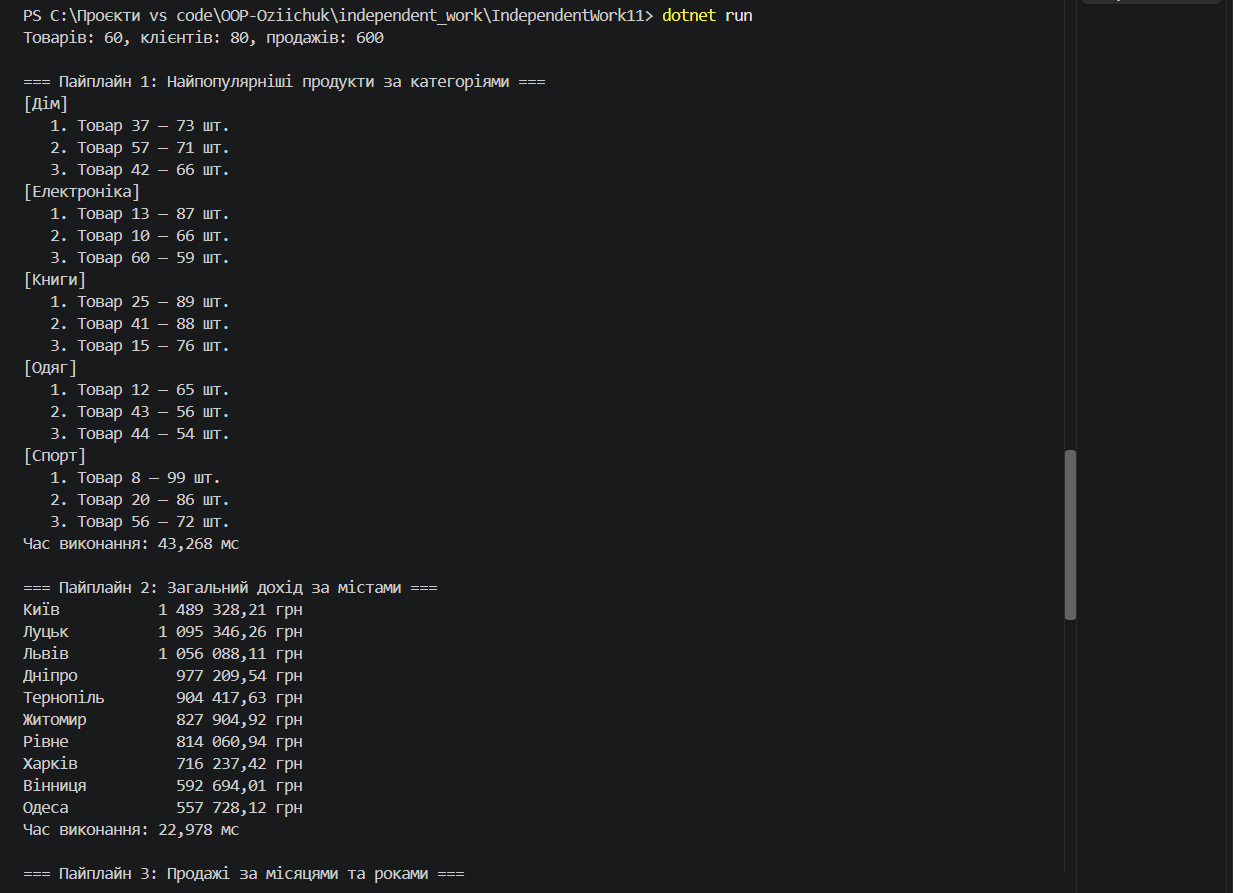 PS C:\Проєкти vs code\OOP-Oziichuk\independent_work\IndependentWork11> dotnet run
Товарів: 60, клієнтів: 80, продажів: 600
=== Пайплайн 1: Найпопулярніші продукти за категоріями ===
[Дім]
1. Товар 37 — 73 шт.
2. Товар 57 — 71 шт.
3. Товар 42 — 66 шт.
[Електроніка]
1. Товар 13 — 87 шт.
2. Товар 10 — 66 шт.
3. Товар 60 — 59 шт.
[Книги]
1. Товар 25 — 89 шт.
2. Товар 41 — 88 шт.
3. Товар 15 — 76 шт.
[Одяг]
1. Товар 12 — 65 шт.
2. Товар 43 — 56 шт.
3. Товар 44 — 54 шт.
[Спорт]
1. Товар 8 — 99 шт.
2. Товар 20 — 86 шт.
3. Товар 56 — 72 шт.
Час виконання: 43,268 мс
=== Пайплайн 2: Загальний дохід за містами ===
Київ 1 489 328,21 грн
Луцьк 1 095 346,26 грн
Львів 1 056 088,11 грн
Дніпро 977 209,54 грн
Тернопіль 904 417,63 грн
Житомир 827 904,92 грн
Рівне 814 060,94 грн
Харків 716 237,42 грн
Вінниця 592 694,01 грн
Одеса 557 728,12 грн
Час виконання: 22,978 мс
=== Пайплайн 3: Продажі за місяцями та роками ===